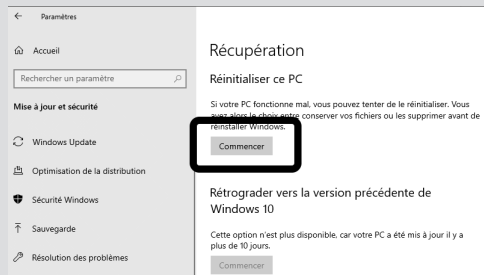 Paramètres
Accueil
Rechercher un paramètre
Mise à jour et sécurité
Windows Update
Optimisation de la distribution
Sécurité Windows
Sauvegarde
Résolution des problèmes
Récupération
Réinitialiser ce PC
Si votre PC fonctionne mal, vous pouvez tenter de le réinitialiser. Vous
avez alors le choix entre conserver vos fichiers ou les supprimer avant de
réinstaller Windows.
Commencer
Rétrograder vers la version précédente de
Windows 10
Cette option n'est plus disponible, car votre PC a été mis à jour il y a
plus de 10 jours.
Commencer